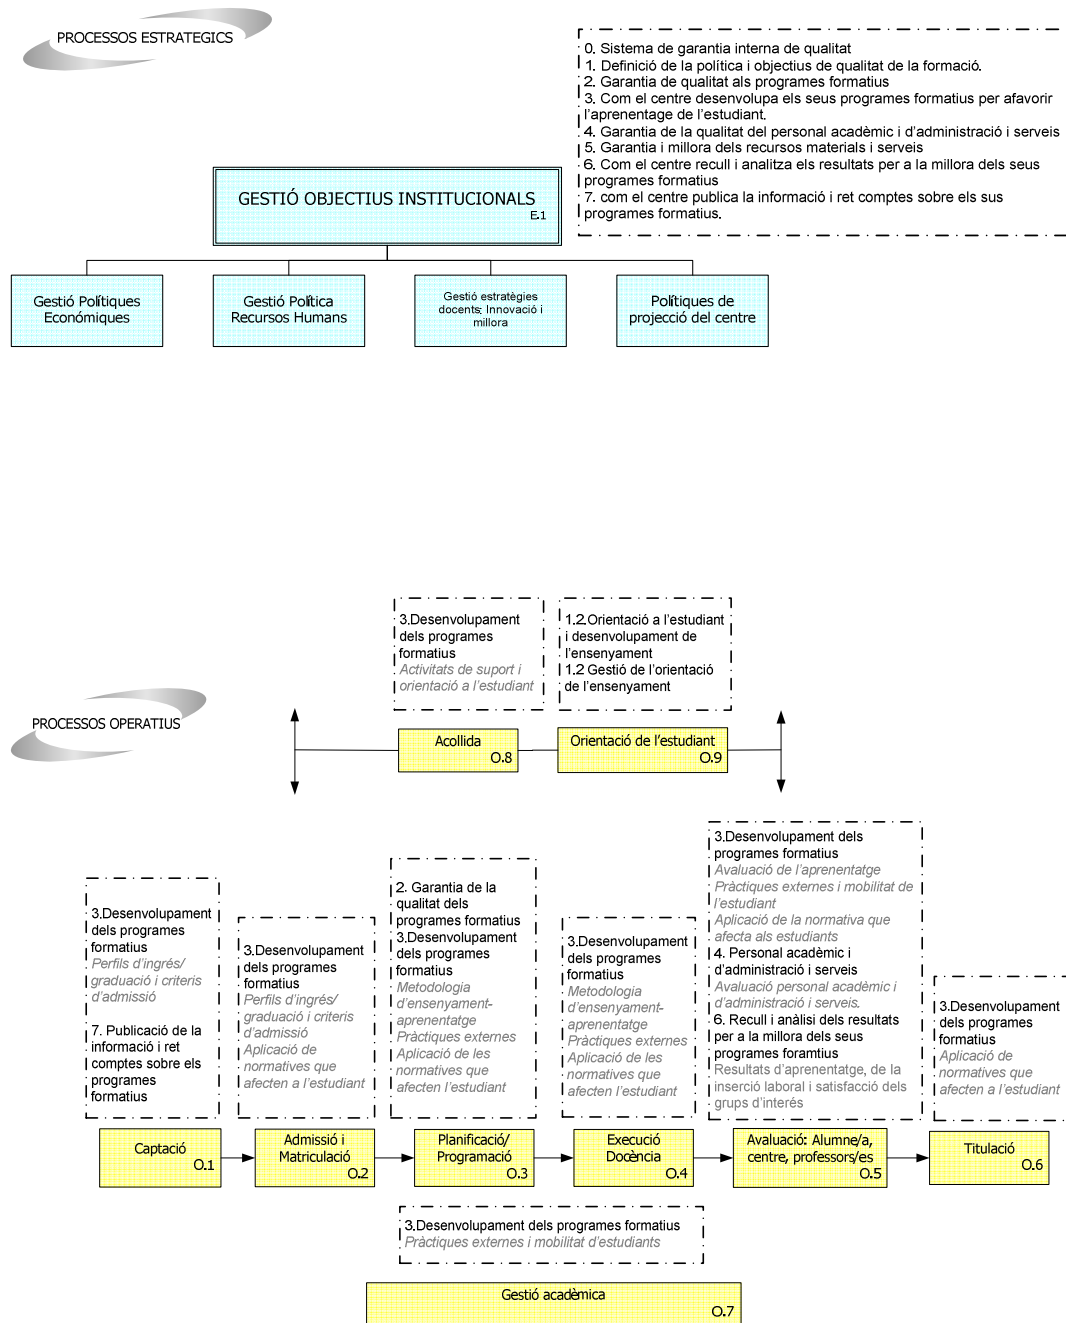 PROCESSOS ESTRATEGICS
0. Sistema de garantia interna de qualitat
1. Definició de la política i objectius de qualitat de la formació.
2. Garantia de qualitat als programes formatius
3. Com el centre desenvolupa els seus programes formatius per afavorir
l'aprenentage de l'estudiant.
4. Garantia de la qualitat del personal acadèmic i d'administració i serveis
5. Garantia i millora dels recursos materials i serveis
6. Com el centre recull i analitza els resultats per a la millora dels seus
programes formatius
7. com el centre publica la informació i ret comptes sobre els sus
programes formatius.
GESTIÓ OBJECTIUS INSTITUCIONALS
E.1
Gestió Polítiques
Económiques
Gestió Política
Recursos Humans
Gestió estratègies
docents: Innovació i
millora
Polítiques de
projecció del centre
3.Desenvolupament
dels programes
formatius
Activitats de suport i
orientació a l'estudiant
1.2.Orientació a l'estudiant
i desenvolupament de
l'ensenyament
1.2 Gestió de l'orientació
de l'ensenyament
PROCESSOS OPERATIUS
Acollida
O.8
Orientació de l'estudiant
O.9
3.Desenvolupament
dels programes
formatius
Perfils d'ingrés/
graduació i criteris
d'admissió
7. Publicació de la
informació i ret
comptes sobre els
programes
formatius
3.Desenvolupament
dels programes
formatius
Perfils d'ingrés/
graduació i criteris
d'admissió
Aplicació de
normatives que
afecten a l'estudiant
2. Garantia de la
qualitat dels
programes formatius
3.Desenvolupament
dels programes
formatius
Metodologia
d'ensenyament-
aprenentatge
Pràctiques externes
Aplicació de les
normatives que
afecten l'estudiant
3.Desenvolupament
dels programes
formatius
Metodologia
d'ensenyament-
aprenentatge
Pràctiques externes
Aplicació de les
normatives que
afecten l'estudiant
3.Desenvolupament dels
programes formatius
Avaluació de l'aprenentatge
Pràctiques externes i mobilitat de
l'estudiant
Aplicació de la normativa que
afecta als estudiants
4. Personal acadèmic i
d'administració i serveis
Avaluació personal acadèmic i
d'administració i serveis.
6. Recull i anàlisi dels resultats
per a la millora dels seus
programes foramtius
Resultats d'aprenentatge, de la
inserció laboral i satisfacció dels
grups d'interés
3.Desenvolupament
dels programes
formatius
Aplicació de
normatives que
afecten a l'estudiant
Captació
O.1
Admissió i
Matriculació
O.2
Planificació/
Programació
O.3
Execució
Docència
O.4
Avaluació: Alumne/a,
centre, professors/es
O.5
Titulació
O.6
3.Desenvolupament dels programes formatius
Pràctiques externes i mobilitat d'estudiants
Gestió acadèmica
O.7